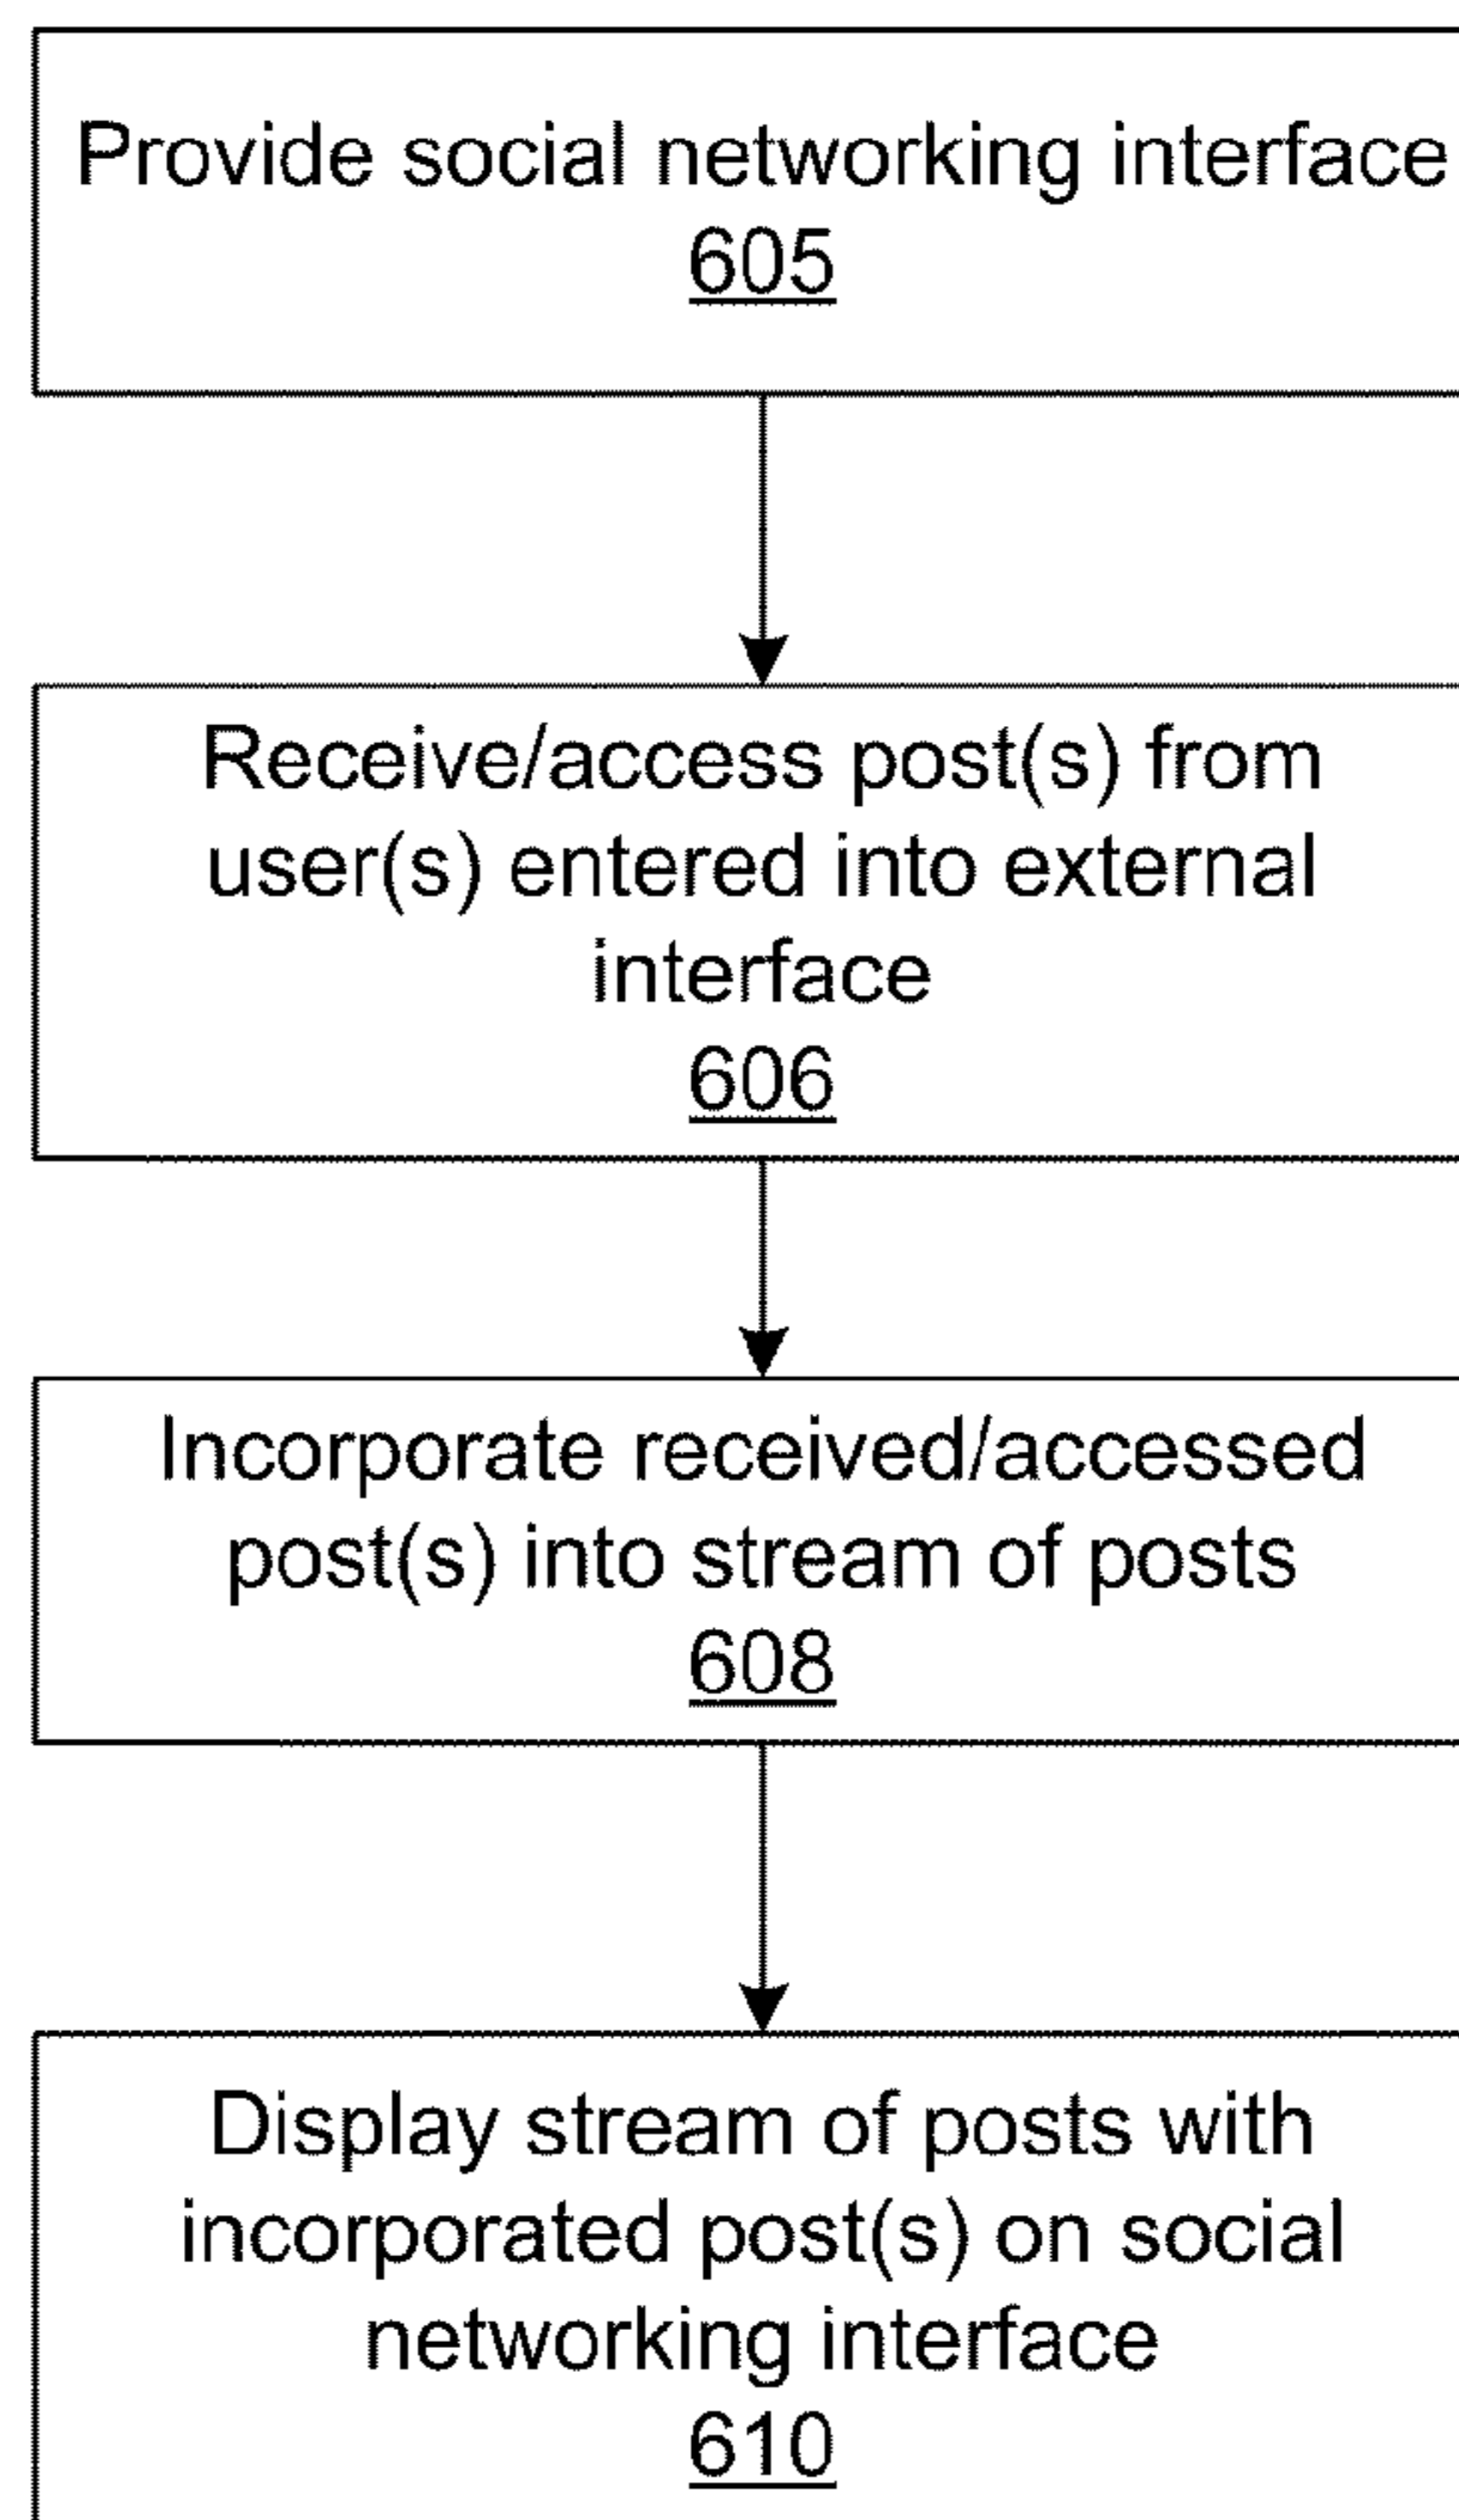 Provide social networking interface
605
Receive/access post(s) from
user(s) entered into external
interface
606
Incorporate received/accessed
post(s) into stream of posts
608
Display stream of posts with
incorporated post(s) on social
networking interface
610